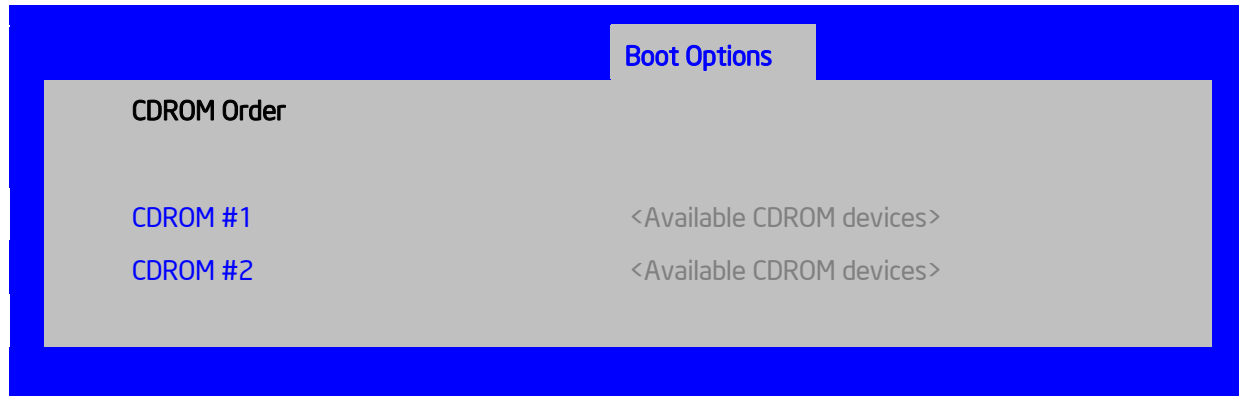 Boot Options
CDROM Order
CDROM #1 <Available CDROM devices>
CDROM #2 <Available CDROM devices>